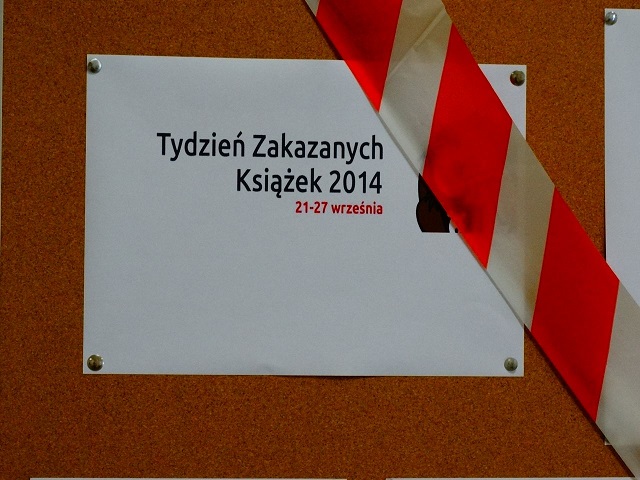 Tydzień Zakazanych
Książek 2014
21-27 września